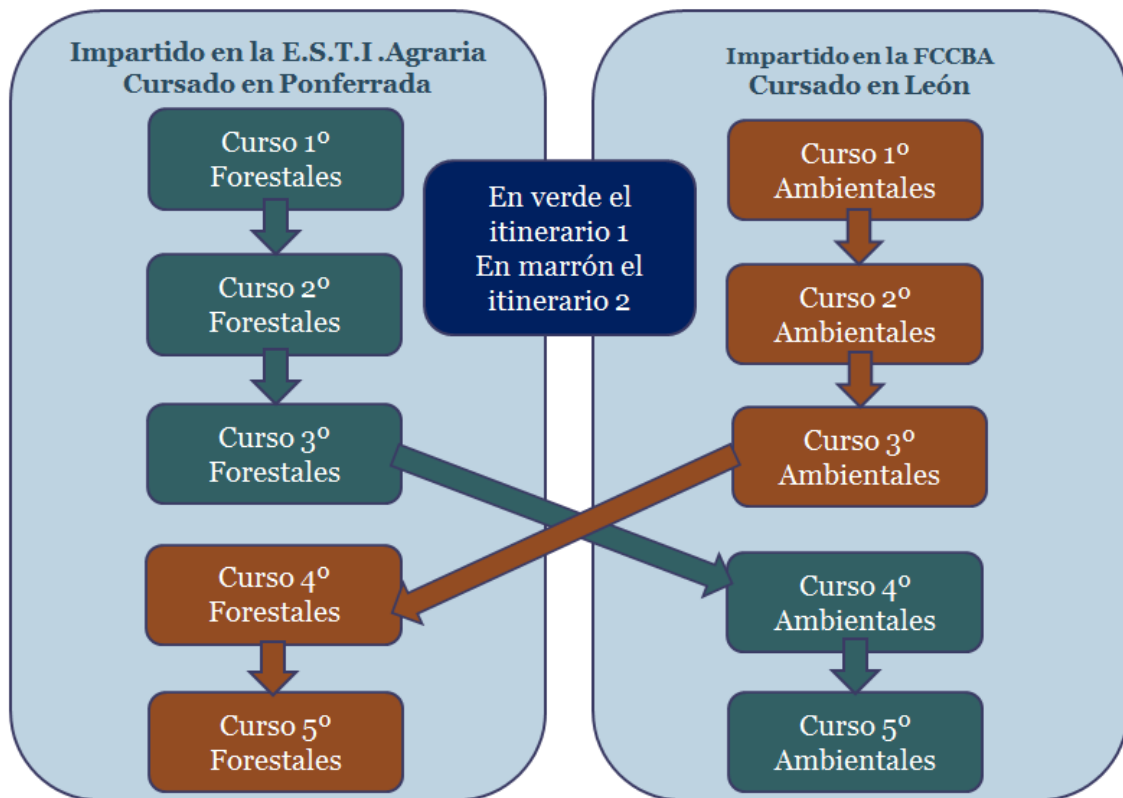 Impartido en la E.S.T.I .Agraria
Cursado en Ponferrada
Curso 1º
Forestales
Curso 2º
Forestales
Curso 3º
Forestales
Curso 4º
Forestales
Curso 5º
Forestales
En verde el
itinerario 1
En marrón el
itinerario 2
Impartido en la FCCBA
Cursado en León
Curso 1º
Ambientales
Curso 2º
Ambientales
Curso 3º
Ambientales
Curso 4º
Ambientales
Curso 5º
Ambientales